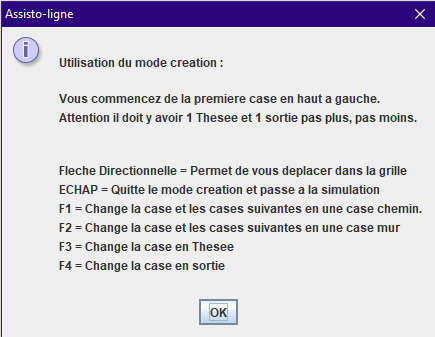 Assisto-ligne
Utilisation du mode creation :
Vous commencez de la premiere case en haut a gauche.
Attention il doit y avoir 1 Thesee et 1 sortie pas plus, pas moins.
Fleche Directionnelle = Permet de vous deplacer dans la grille
ECHAP = Quitte le mode creation et passe a la simulation
F1 = Change la case et les cases suivantes en une case chemin.
F2 = Change la case et les cases suivantes en une case mur
F3 = Change la case en Thesee
F4 = Change la case en sortie
OK